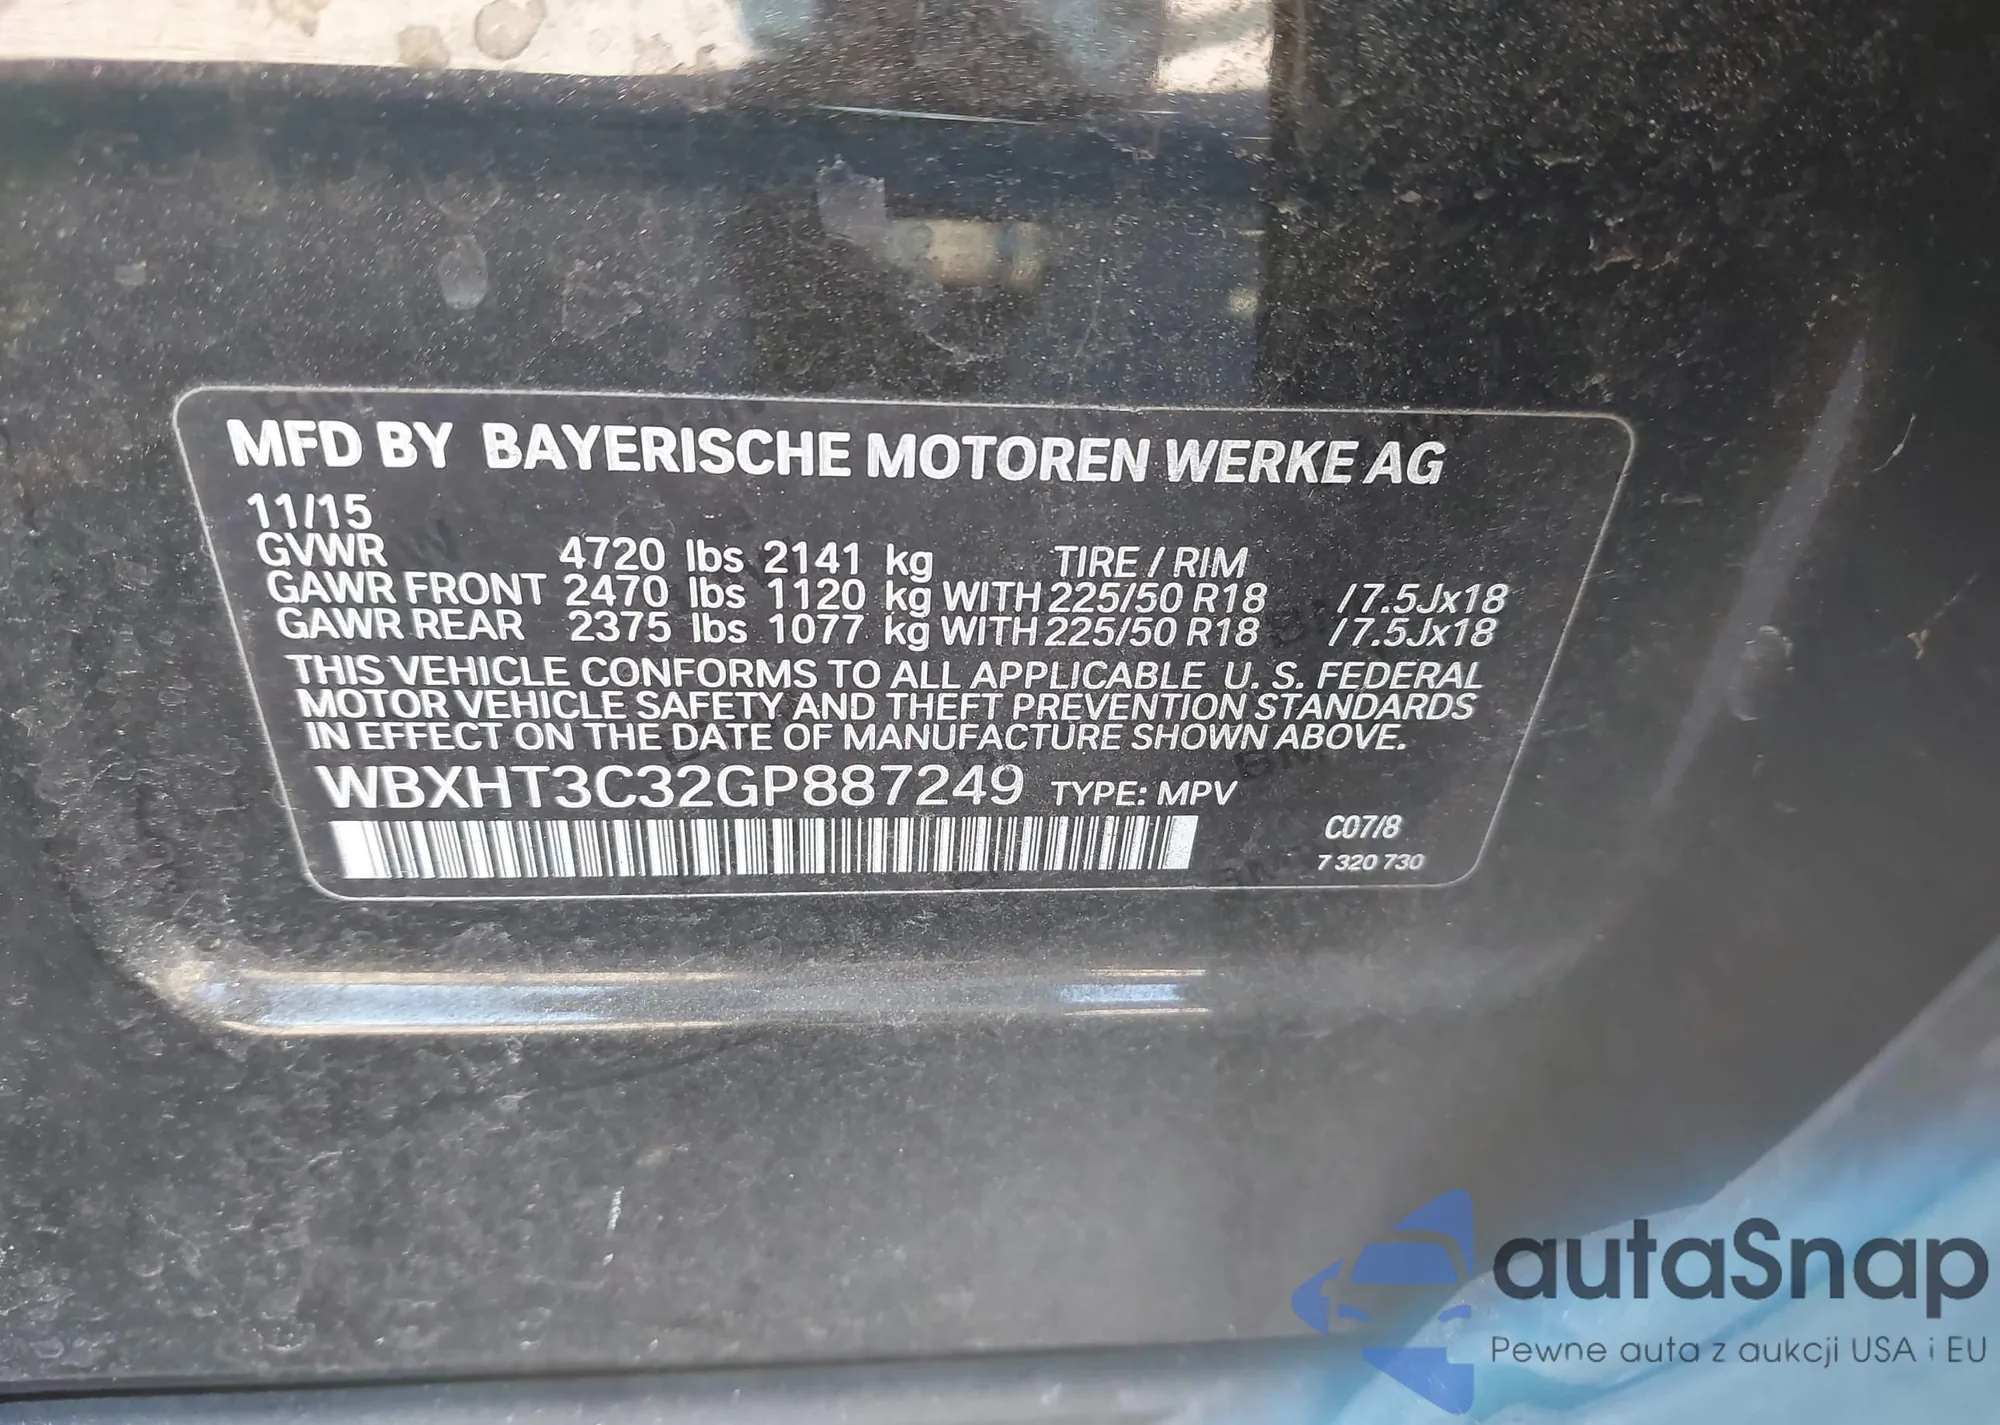 MFD BY BAYERISCHE MOTOREN WERKE AG
11/15
GVWR 4720 lbs 2141 kg TIRE / RIM
GAWR FRONT 2470 lbs 1120 kg WITH 225/50 R18 /7.5Jx18
GAWR REAR 2375 lbs 1077 kg WITH 225/50 R18 /7.5Jx18
THIS VEHICLE CONFORMS TO ALL APPLICABLE U. S. FEDERAL
MOTOR VEHICLE SAFETY AND THEFT PREVENTION STANDARDS
IN EFFECT ON THE DATE OF MANUFACTURE SHOWN ABOVE.
WBXHT3C32GP887249 TYPE: MPV
C07/8
7 320 730
autaSnap
Pewne auta z aukcji USA i EU